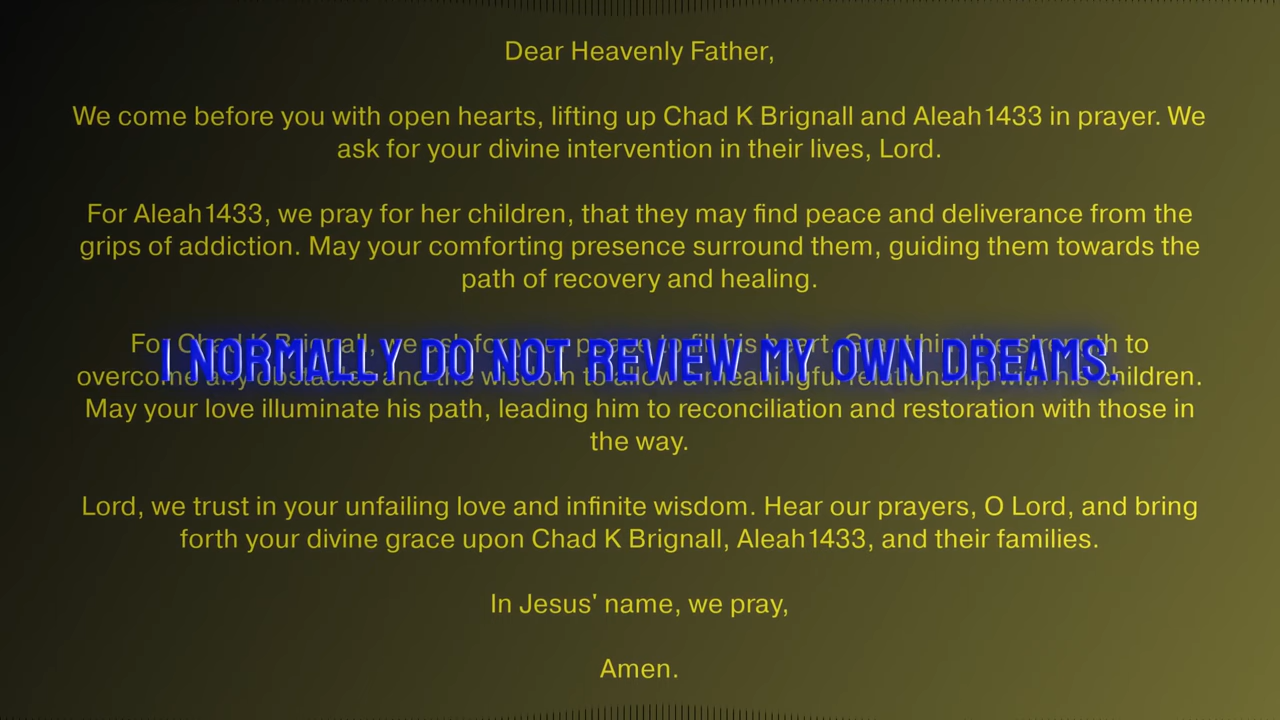 Dear Heavenly Father,
We come before you with open hearts, lifting up Chad K Brignall and Aleah1433 in prayer. We
ask for your divine intervention in their lives, Lord.
For Aleah1433, we pray for her children, that they may find peace and deliverance from the
grips of addiction. May your comforting presence surround them, guiding them towards the
path of recovery and healing.
For Chad K Brignall, we ask for your peace to fill his heart. Grant him the strength to
I NORMALLY DO NOT REVIEW MY OWN DREAMS.
overcome any obstacles and the wisdom to allow a meaningful relationship with his children.
May your love illuminate his path, leading him to reconciliation and restoration with those in
the way.
Lord, we trust in your unfailing love and infinite wisdom. Hear our prayers, O Lord, and bring
forth your divine grace upon Chad K Brignall, Aleah1433, and their families.
In Jesus' name, we pray,
Amen.